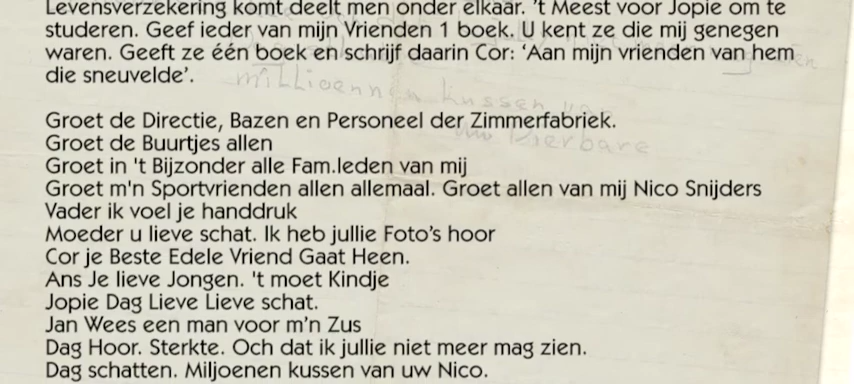 Levensverzekering komt deelt men onder elkaar. 't Meest voor Jopie om te
studeren. Geef ieder van mijn Vrienden 1 boek. U kent ze die mij genegen
waren. Geeft ze één boek en schrijf daarin Cor: ‘Aan mijn vrienden van hem
die sneuvelde’.
millioennen kussen van
uw Dierbare
Groet de Directie, Bazen en Personeel der Zimmerfabriek.
Groet de Buurtjes allen
Groet in 't Bijzonder alle Fam.leden van mij
Groet m'n Sportvrienden allen allemaal. Groet allen van mij Nico Snijders
Vader ik voel je handdruk
Moeder u lieve schat. Ik heb jullie Foto’s hoor
Cor je Beste Edele Vriend Gaat Heen.
Ans Je lieve Jongen. 't moet Kindje
Jopie Dag Lieve Lieve schat.
Jan Wees een man voor m’n Zus
Dag Hoor. Sterkte. Och dat ik jullie niet meer mag zien.
Dag schatten. Miljoenen kussen van uw Nico.